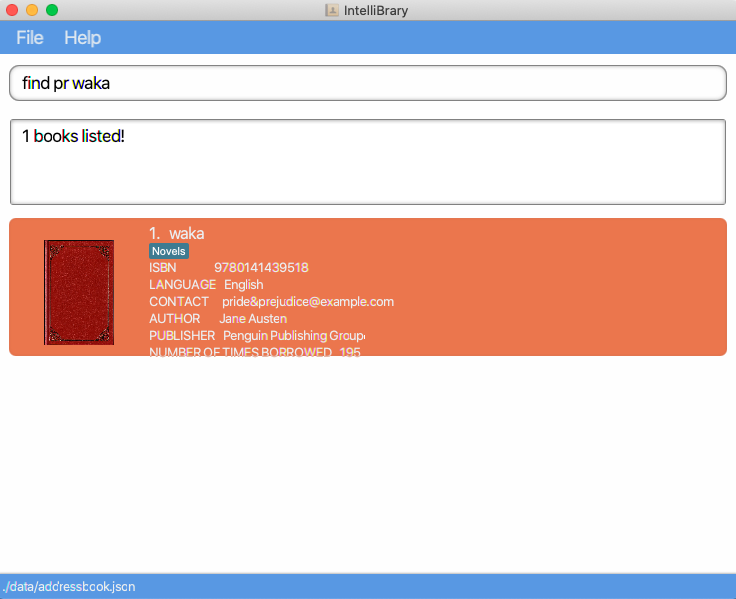 IntelliBrary
File Help
find pr waka
1 books listed!
1. waka
Novels
ISBN 9780141439518
LANGUAGE English
CONTACT pride&prejudice@example.com
AUTHOR Jane Austen
PUBLISHER Penguin Publishing Group
NUMBER OF TIMES BORROWED 195
./data/addressbook.json